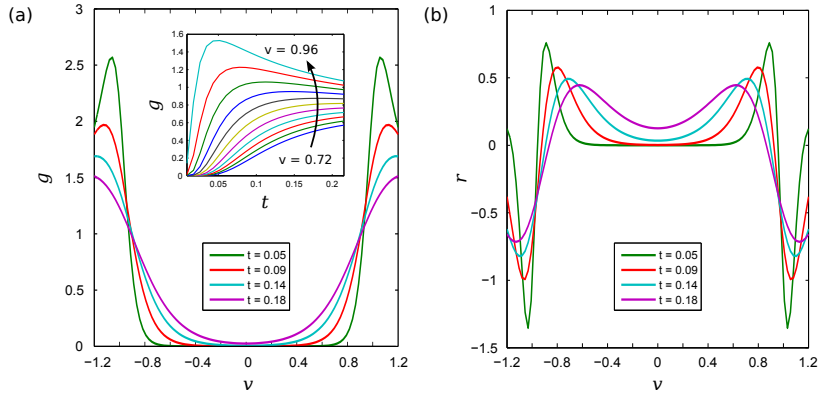 (a)
3
2.5
2
1.5
1
0.5
0
g
−1.2 −0.8 −0.4 0 0.4 0.8 1.2
v
1.6
1.4
1.2
1
0.8
0.6
0.4
0.2
0
g
0.05 0.1 0.15 0.2
t
v = 0.96
v = 0.72
t = 0.05
t = 0.09
t = 0.14
t = 0.18
(b)
1
0.5
0
−0.5
−1
−1.5
r
−1.2 −0.8 −0.4 0 0.4 0.8 1.2
v
t = 0.05
t = 0.09
t = 0.14
t = 0.18